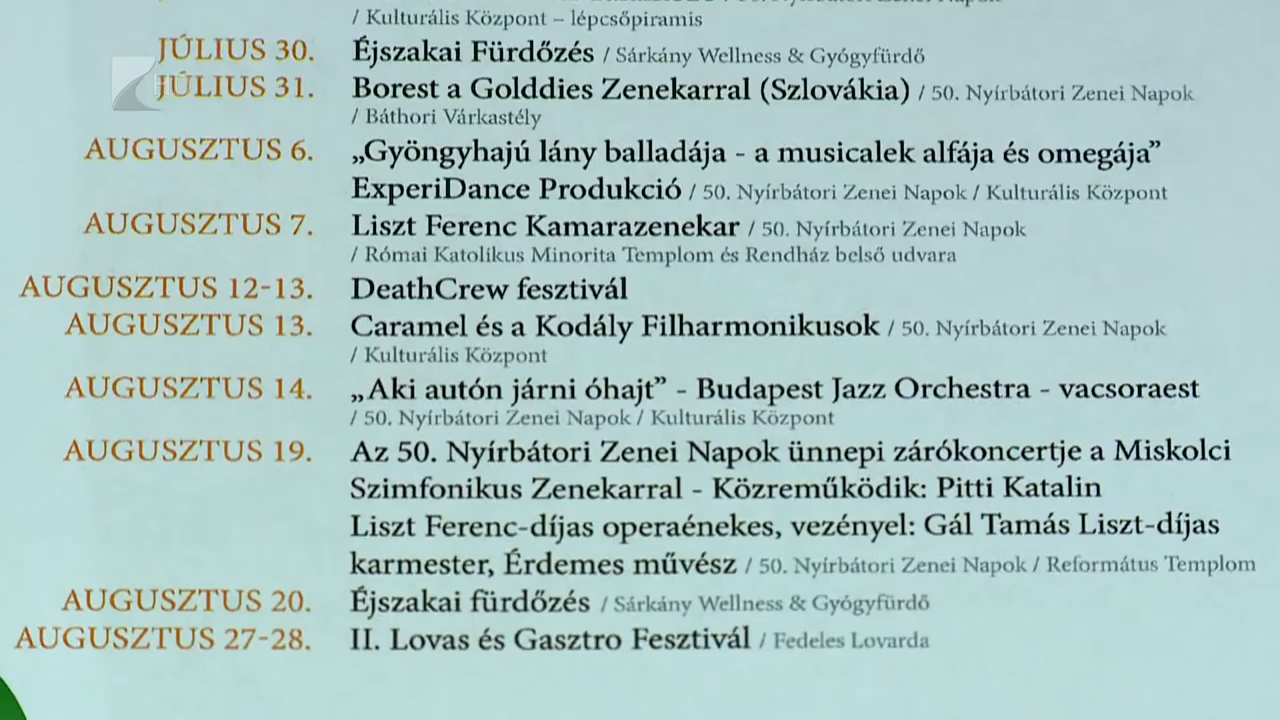 / Kulturális Központ – lépcsőpiramis
JÚLIUS 30. Éjszakai Fürdőzés / Sárkány Wellness & Gyógyfürdő
JÚLIUS 31. Borest a Golddies Zenekarral (Szlovákia) / 50. Nyírbátori Zenei Napok
/ Báthori Várkastély
AUGUSZTUS 6. „Gyöngyhajú lány balladája - a musicalek alfája és omegája”
ExperiDance Produkció / 50. Nyírbátori Zenei Napok / Kulturális Központ
AUGUSZTUS 7. Liszt Ferenc Kamarazenekar / 50. Nyírbátori Zenei Napok
/ Római Katolikus Minorita Templom és Rendház belső udvara
AUGUSZTUS 12-13. DeathCrew fesztivál
AUGUSZTUS 13. Caramel és a Kodály Filharmonikusok / 50. Nyírbátori Zenei Napok
/ Kulturális Központ
AUGUSZTUS 14. „Aki autón járni óhajt” - Budapest Jazz Orchestra - vacsoraest
/ 50. Nyírbátori Zenei Napok / Kulturális Központ
AUGUSZTUS 19. Az 50. Nyírbátori Zenei Napok ünnepi zárókoncertje a Miskolci
Szimfonikus Zenekarral - Közreműködik: Pitti Katalin
Liszt Ferenc-díjas operaénekes, vezényel: Gál Tamás Liszt-díjas
karmester, Érdemes művész / 50. Nyírbátori Zenei Napok / Református Templom
AUGUSZTUS 20. Éjszakai fürdőzés / Sárkány Wellness & Gyógyfürdő
AUGUSZTUS 27-28. II. Lovas és Gasztro Fesztivál / Fedeles Lovarda